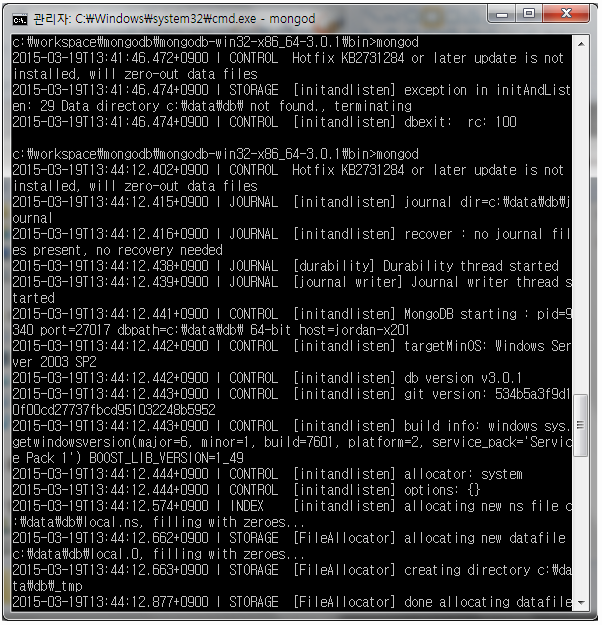 관리자: C:₩Windows₩system32₩cmd.exe - mongod
c:₩workspace₩mongodb₩mongodb-win32-x86_64-3.0.1₩bin>mongod
2015-03-19T13:41:46.472+0900 I CONTROL  Hotfix KB2731284 or later update is not
installed, will zero-out data files
2015-03-19T13:41:46.474+0900 I STORAGE  [initandlisten] exception in initAndList
en: 29 Data directory c:₩data₩db₩ not found., terminating
2015-03-19T13:41:46.474+0900 I CONTROL  [initandlisten] dbexit:  rc: 100
c:₩workspace₩mongodb₩mongodb-win32-x86_64-3.0.1₩bin>mongod
2015-03-19T13:44:12.402+0900 I CONTROL  Hotfix KB2731284 or later update is not
installed, will zero-out data files
2015-03-19T13:44:12.415+0900 I JOURNAL  [initandlisten] journal dir=c:₩data₩db₩j
ournal
2015-03-19T13:44:12.416+0900 I JOURNAL  [initandlisten] recover : no journal fil
es present, no recovery needed
2015-03-19T13:44:12.438+0900 I JOURNAL  [durability] Durability thread started
2015-03-19T13:44:12.439+0900 I JOURNAL  [journal writer] Journal writer thread s
tarted
2015-03-19T13:44:12.441+0900 I CONTROL  [initandlisten] MongoDB starting : pid=9
340 port=27017 dbpath=c:₩data₩db₩ 64-bit host=jordan-x201
2015-03-19T13:44:12.442+0900 I CONTROL  [initandlisten] targetMinOS: Windows Ser
ver 2003 SP2
2015-03-19T13:44:12.442+0900 I CONTROL  [initandlisten] db version v3.0.1
2015-03-19T13:44:12.443+0900 I CONTROL  [initandlisten] git version: 534b5a3f9d1
0f00cd27737fbcd951032248b5952
2015-03-19T13:44:12.443+0900 I CONTROL  [initandlisten] build info: windows sys.
getwindowsversion(major=6, minor=1, build=7601, platform=2, service_pack='Servic
e Pack 1') BOOST_LIB_VERSION=1_49
2015-03-19T13:44:12.444+0900 I CONTROL  [initandlisten] allocator: system
2015-03-19T13:44:12.444+0900 I CONTROL  [initandlisten] options: {}
2015-03-19T13:44:12.574+0900 I INDEX    [initandlisten] allocating new ns file c
:₩data₩db₩local.ns, filling with zeroes...
2015-03-19T13:44:12.662+0900 I STORAGE  [FileAllocator] allocating new datafile
c:₩data₩db₩local.0, filling with zeroes...
2015-03-19T13:44:12.663+0900 I STORAGE  [FileAllocator] creating directory c:₩da
ta₩db₩_tmp
2015-03-19T13:44:12.877+0900 I STORAGE  [FileAllocator] done allocating datafile